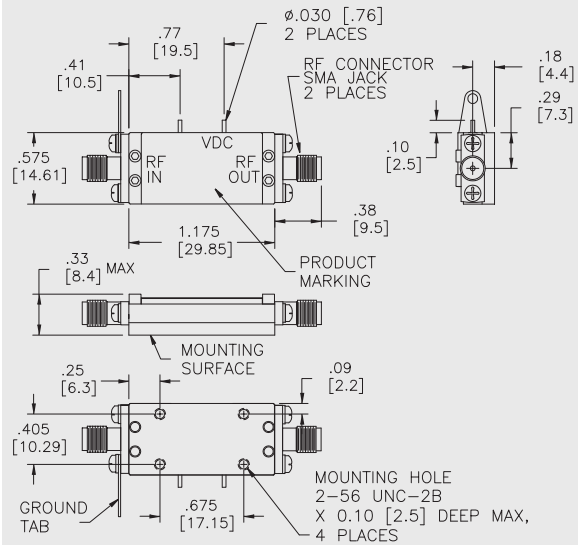 ø.030 [.76]
2 PLACES
.77
[19.5]
.41
[10.5]
RF CONNECTOR
SMA JACK
2 PLACES
.18
[4.4]
.29
[7.3]
.10
[2.5]
VDC
RF
IN
RF
OUT
.575
[14.61]
1.175
[29.85]
.38
[9.5]
PRODUCT
MARKING
.33
[8.4] MAX
MOUNTING
SURFACE
.25
[6.3]
.09
[2.2]
.405
[10.29]
GROUND
TAB
.675
[17.15]
MOUNTING HOLE
2-56 UNC-2B
X 0.10 [2.5] DEEP MAX,
4 PLACES